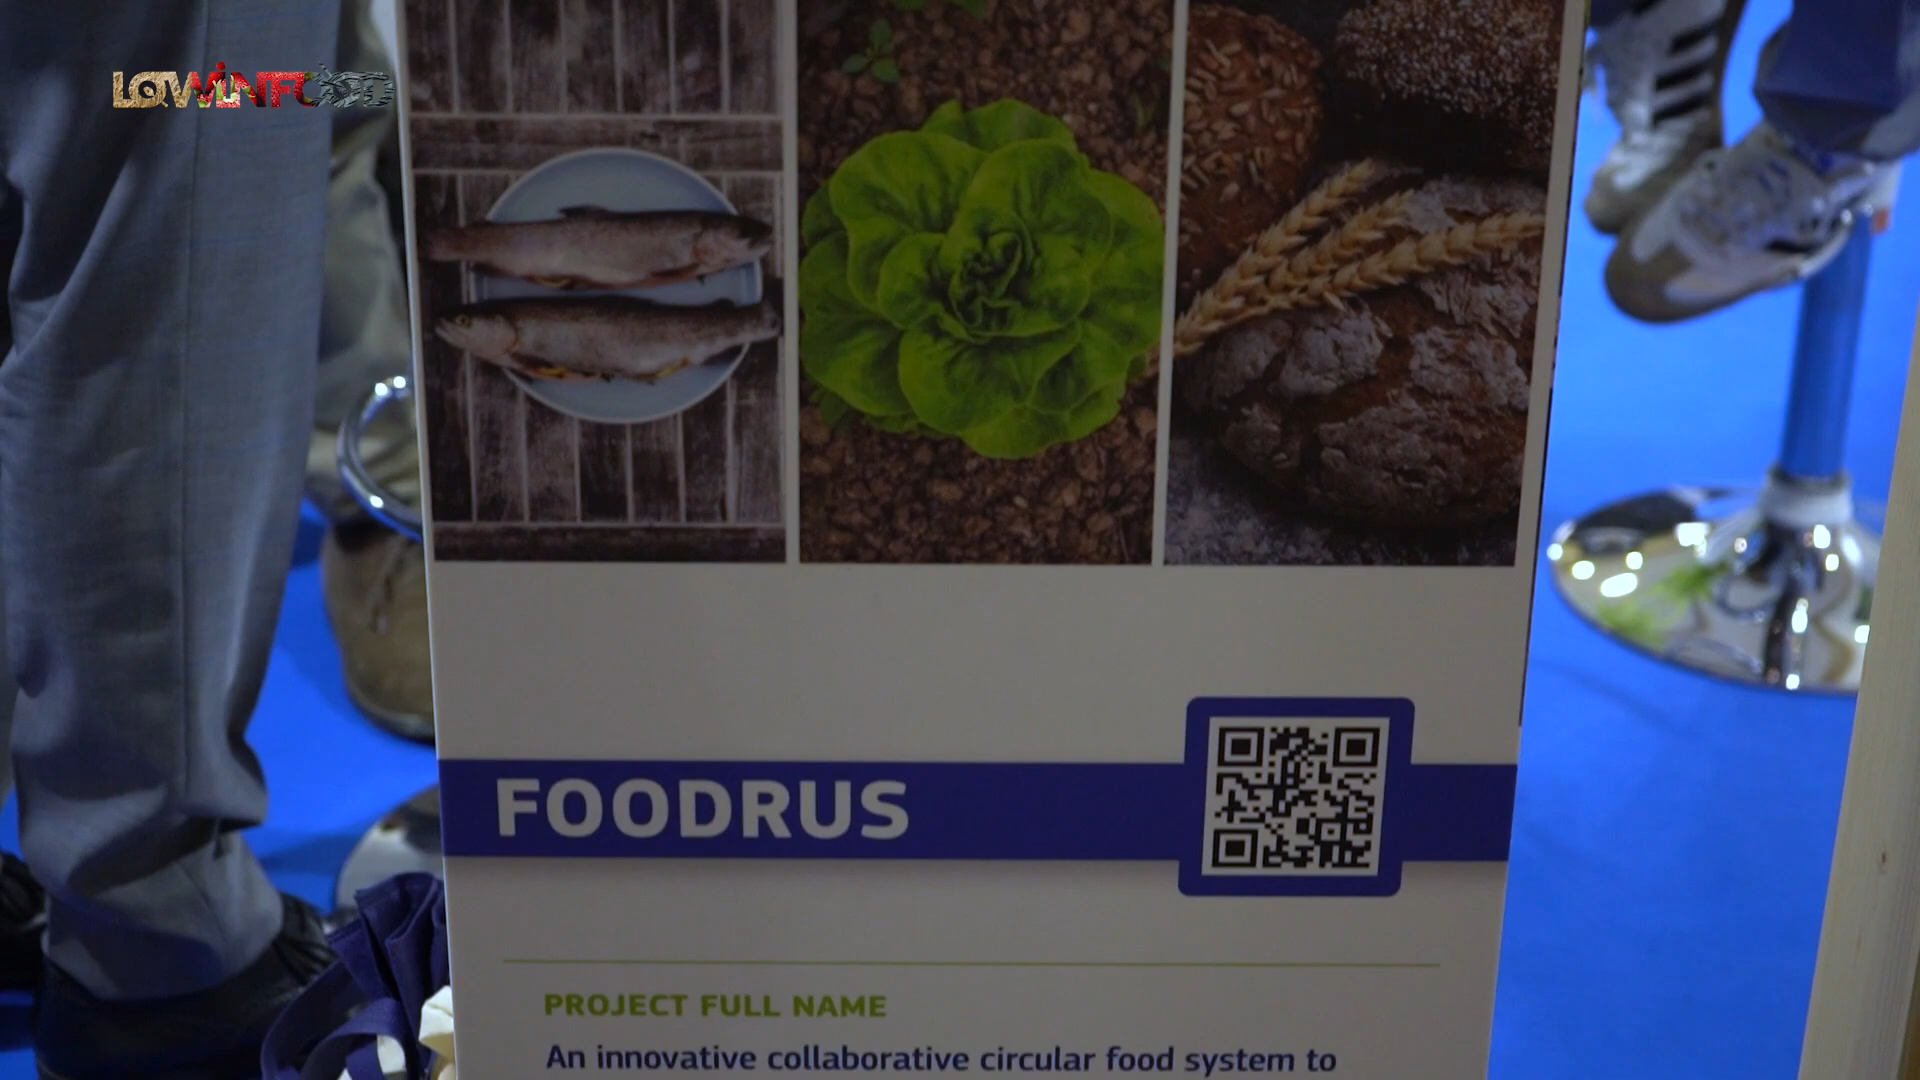 LOWINFOOD
FOODRUS
PROJECT FULL NAME
An innovative collaborative circular food system to